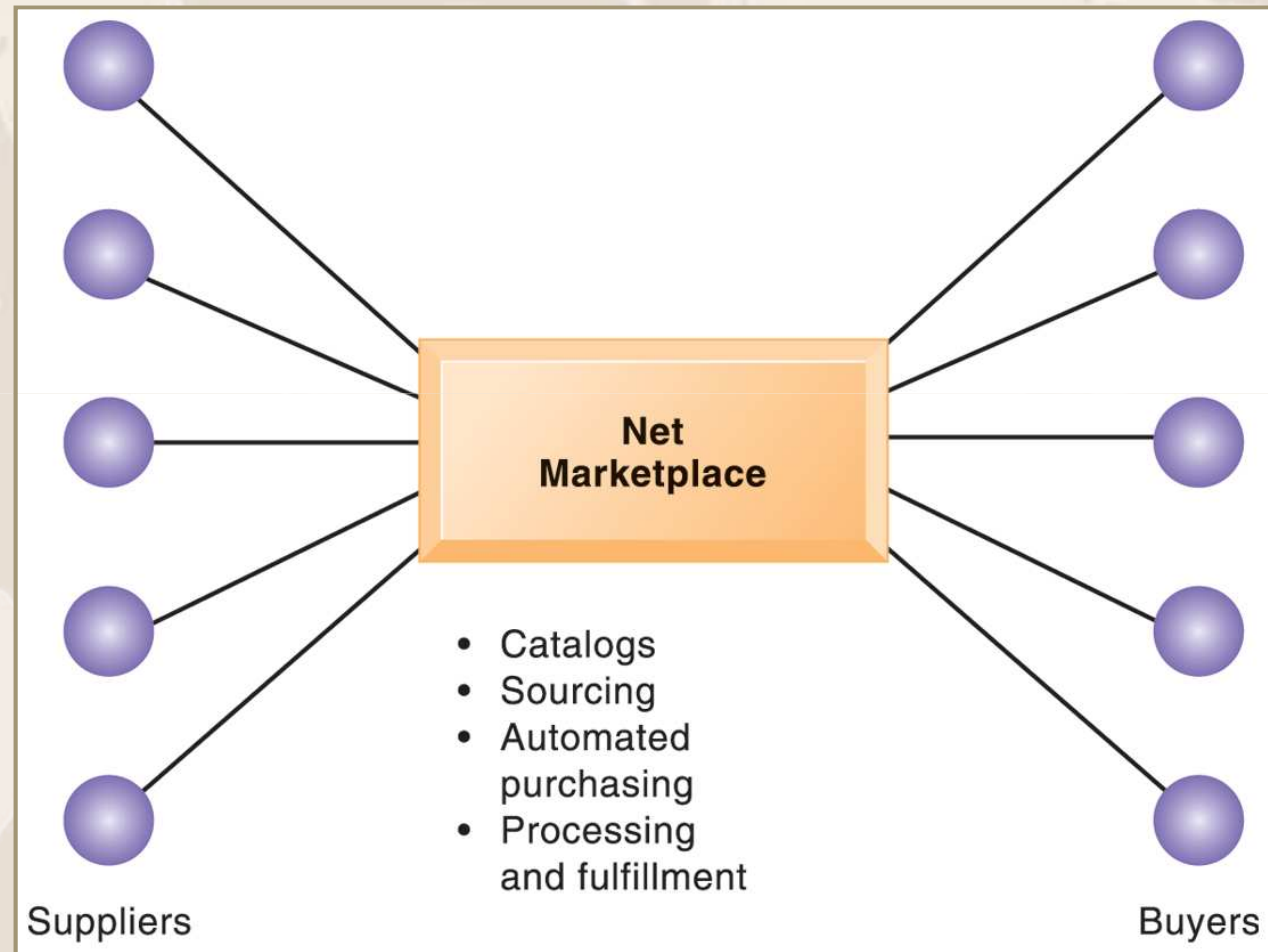 Net
Marketplace
• Catalogs
• Sourcing
• Automated
purchasing
• Processing
and fulfillment
Suppliers
Buyers